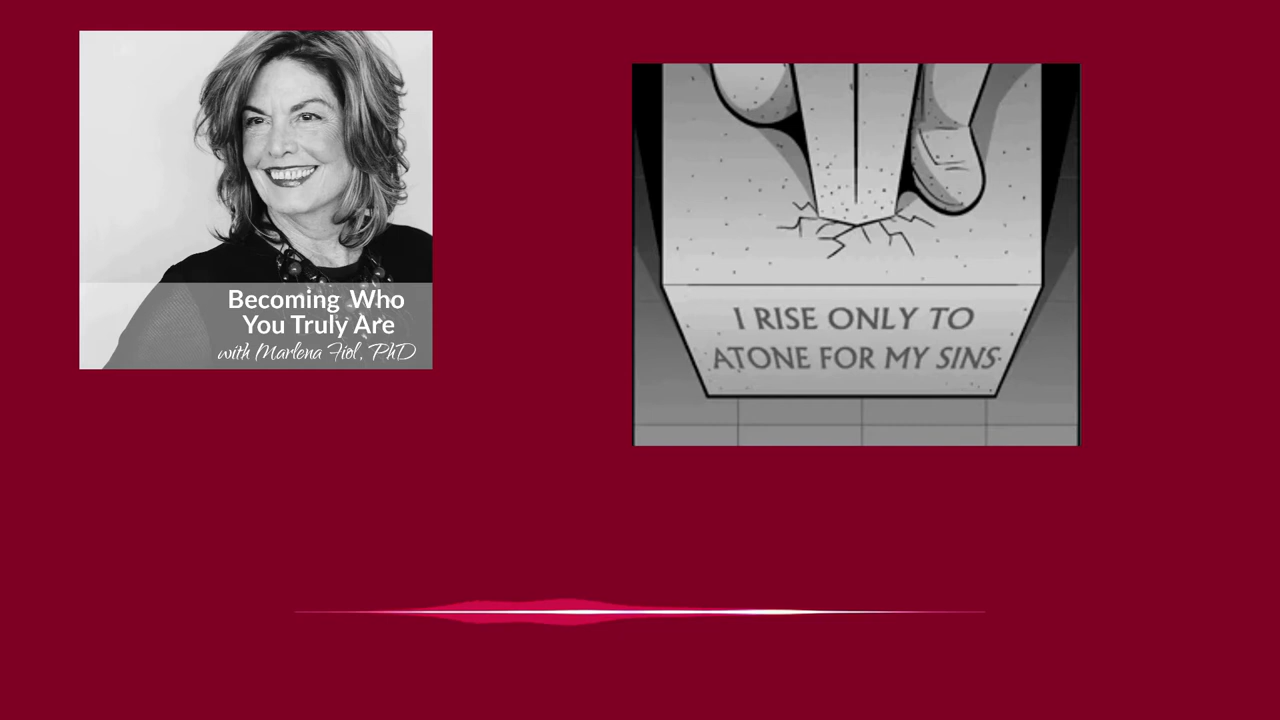 Becoming Who
You Truly Are
with Marlena Fiol, PhD
I RISE ONLY TO
ATONE FOR MY SINS